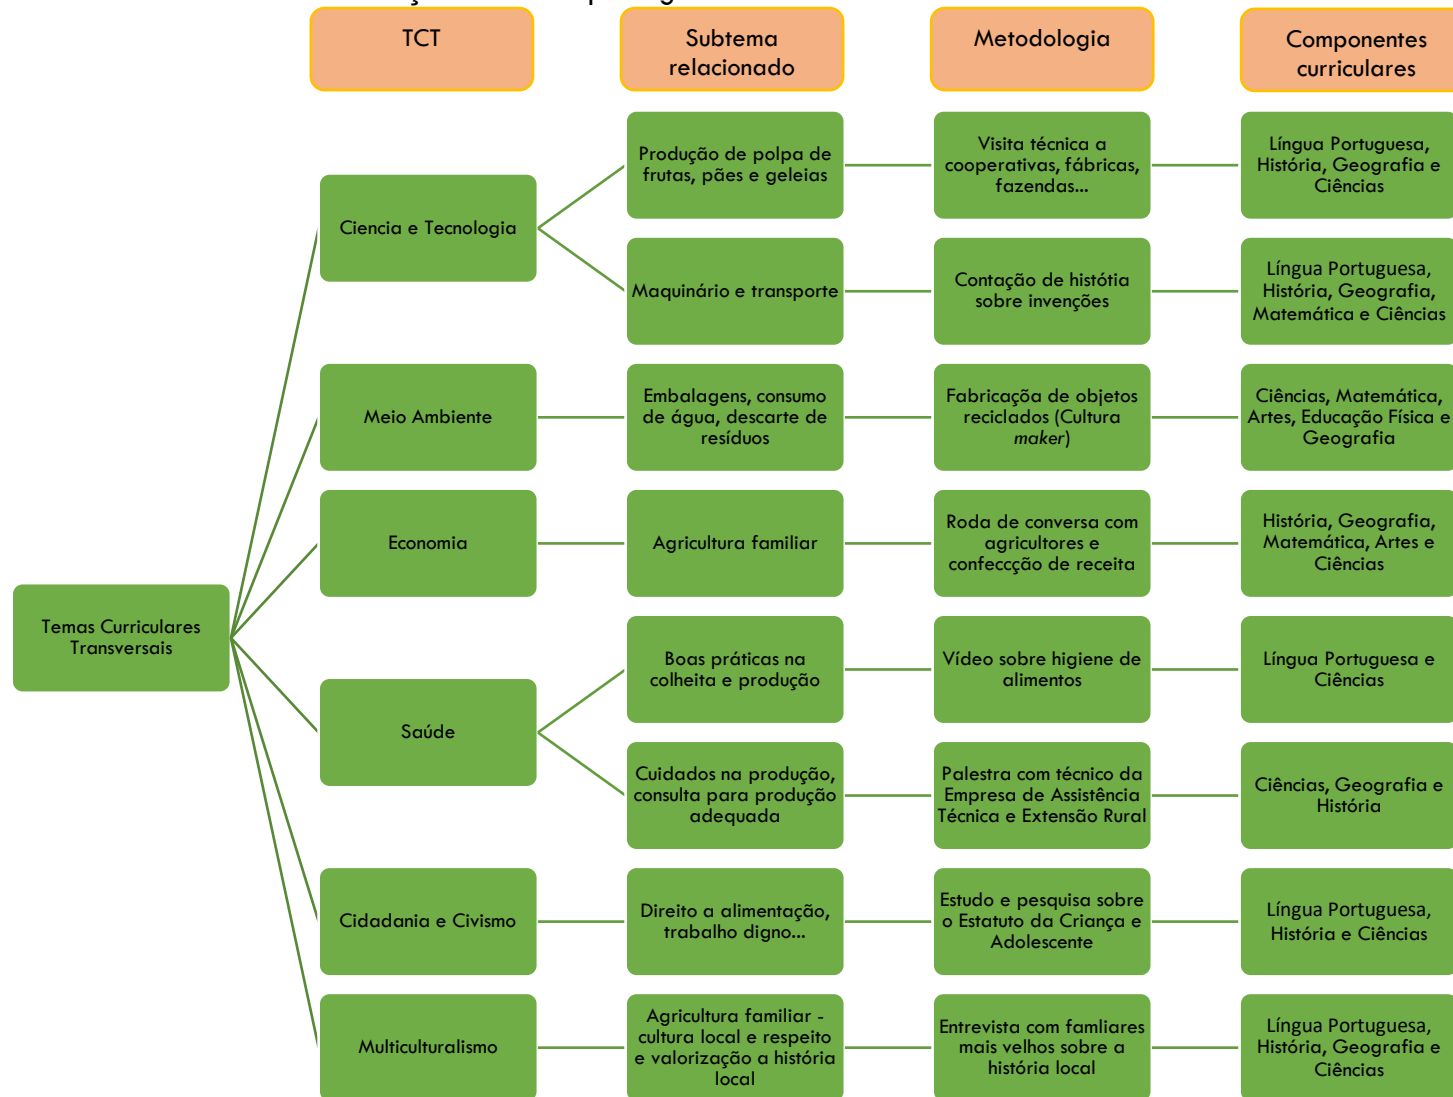 TCT
Subtema
relacionado
Metodologia
Componentes
curriculares
Temas Curriculares
Transversais
Ciencia e Tecnologia
Produção de polpa de
frutas, pães e geleias
Visita técnica a
cooperativas, fábricas,
fazendas...
Língua Portuguesa,
História, Geografia e
Ciências
Maquinário e transporte
Contação de histótia
sobre invenções
Língua Portuguesa,
História, Geografia,
Matemática e Ciências
Meio Ambiente
Embalagens, consumo
de água, descarte de
resíduos
Fabricaçõa de objetos
reciclados (Cultura
maker)
Ciências, Matemática,
Artes, Educação Física e
Geografia
Economia
Agricultura familiar
Roda de conversa com
agricultores e
confeccção de receita
História, Geografia,
Matemática, Artes e
Ciências
Saúde
Boas práticas na
colheita e produção
Vídeo sobre higiene de
alimentos
Língua Portuguesa e
Ciências
Cuidados na produção,
consulta para produção
adequada
Palestra com técnico da
Empresa de Assistência
Técnica e Extensão Rural
Ciências, Geografia e
História
Cidadania e Civismo
Direito a alimentação,
trabalho digno...
Estudo e pesquisa sobre
o Estatuto da Criança e
Adolescente
Língua Portuguesa,
História e Ciências
Multiculturalismo
Agricultura familiar -
cultura local e respeito
e valorização a história
local
Entrevista com famliares
mais velhos sobre a
história local
Língua Portuguesa,
História, Geografia e
Ciências